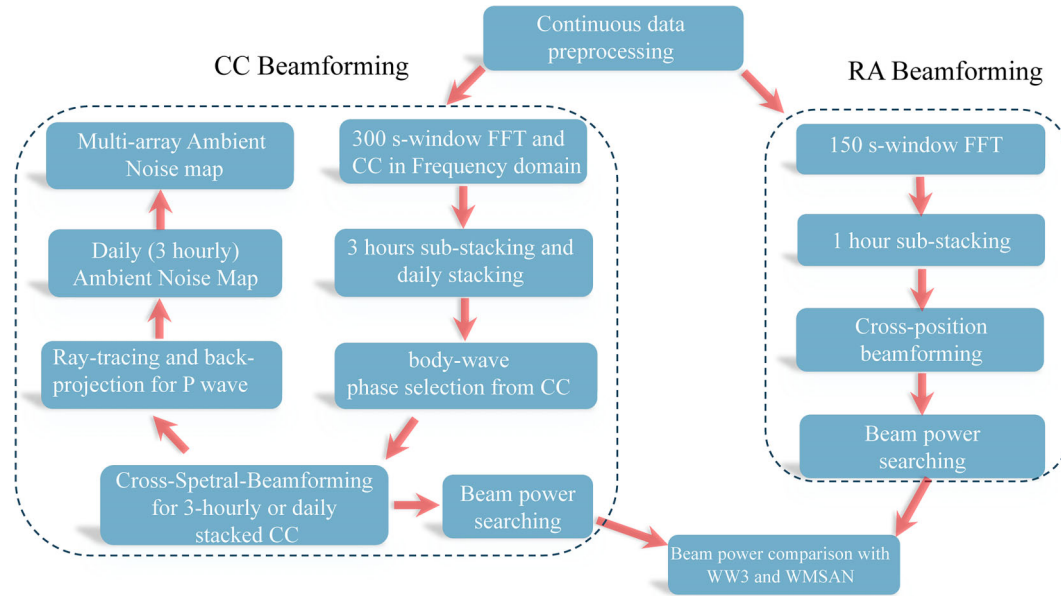 Continuous data
preprocessing
CC Beamforming
RA Beamforming
Multi-array Ambient
Noise map
300 s-window FFT and
CC in Frequency domain
150 s-window FFT
Daily (3 hourly)
Ambient Noise Map
3 hours sub-stacking and
daily stacking
1 hour sub-stacking
Ray-tracing and back-
projection for P wave
body-wave
phase selection from CC
Cross-position
beamforming
Cross-Spetral-Beamforming
for 3-hourly or daily
stacked CC
Beam power
searching
Beam power
searching
Beam power comparison with
WW3 and WMSAN